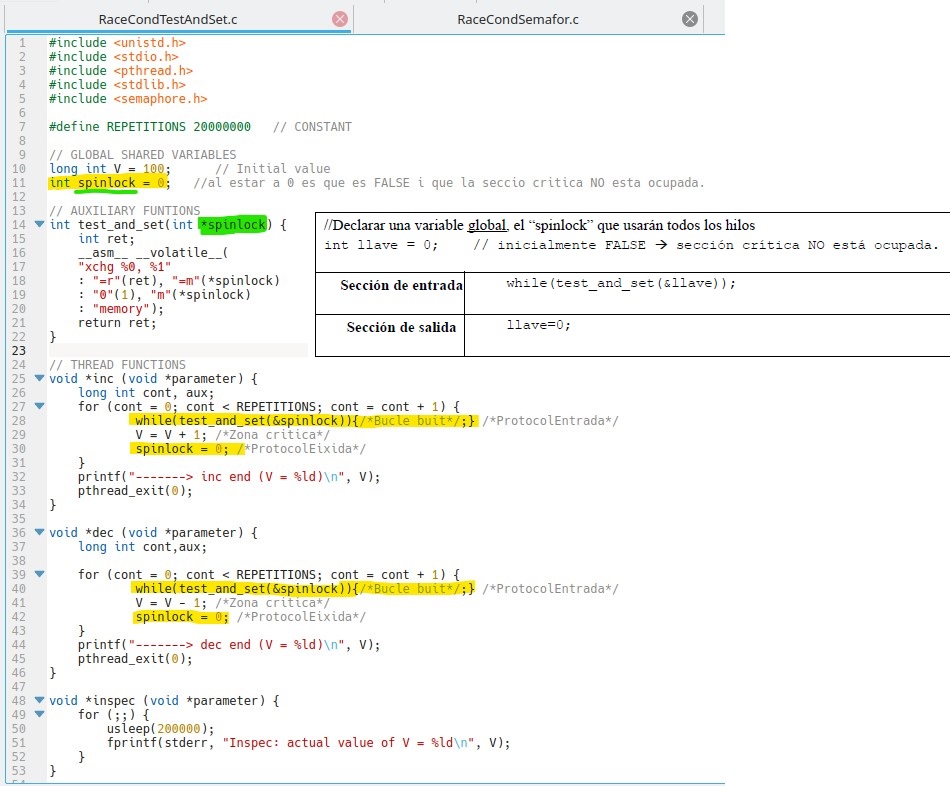 RaceCondTestAndSet.c
RaceCondSemafor.c
1 #include <unistd.h>
2 #include <stdio.h>
3 #include <pthread.h>
4 #include <stdlib.h>
5 #include <semaphore.h>
6
7 #define REPETITIONS 20000000 // CONSTANT
8
9 // GLOBAL SHARED VARIABLES
10 long int V = 100; // Initial value
11 int spinlock = 0; //al estar a 0 es que es FALSE i que la seccio critica NO esta ocupada.
12
13 // AUXILIARY FUNTIONS
14 int test_and_set(int *spinlock) {
15 int ret;
16 __asm__ __volatile__(
17 "xchg %0, %1"
18 : "=r"(ret), "=m"(*spinlock)
19 : "0"(1), "m"(*spinlock)
20 : "memory");
21 return ret;
22 }
23
//Declarar una variable global, el “spinlock” que usarán todos los hilos
int llave = 0; // inicialmente FALSE → sección crítica NO está ocupada.
Sección de entrada while(test_and_set(&llave));
Sección de salida llave=0;
24 // THREAD FUNCTIONS
25 void *inc (void *parameter) {
26 long int cont, aux;
27 for (cont = 0; cont < REPETITIONS; cont = cont + 1) {
28 while(test_and_set(&spinlock)){/*Bucle buit*/;} /*ProtocolEntrada*/
29 V = V + 1; /*Zona critica*/
30 spinlock = 0; /*ProtocolEixida*/
31 }
32 printf("-------> inc end (V = %ld)\n", V);
33 pthread_exit(0);
34 }
35
36 void *dec (void *parameter) {
37 long int cont,aux;
38
39 for (cont = 0; cont < REPETITIONS; cont = cont + 1) {
40 while(test_and_set(&spinlock)){/*Bucle buit*/;} /*ProtocolEntrada*/
41 V = V - 1; /*Zona critica*/
42 spinlock = 0; /*ProtocolEixida*/
43 }
44 printf("-------> dec end (V = %ld)\n", V);
45 pthread_exit(0);
46 }
47
48 void *inspec (void *parameter) {
49 for (;;) {
50 usleep(200000);
51 fprintf(stderr, "Inspec: actual value of V = %ld\n", V);
52 }
53 }